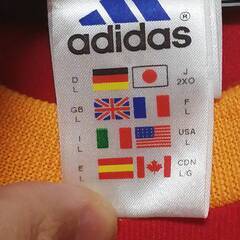 adidas
D L J 2XO
GB L F L
I L USA L
E L CDN L/G